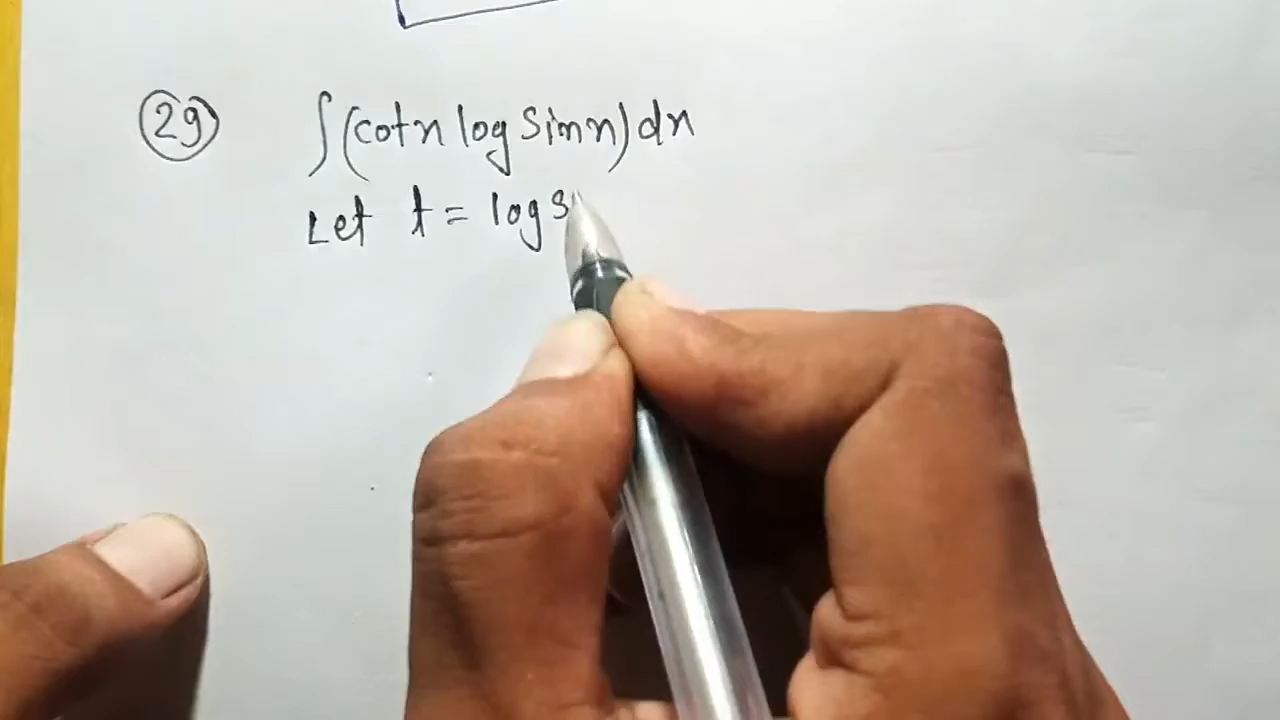 29 ∫(cotx log sinx)dx
Let t = log s